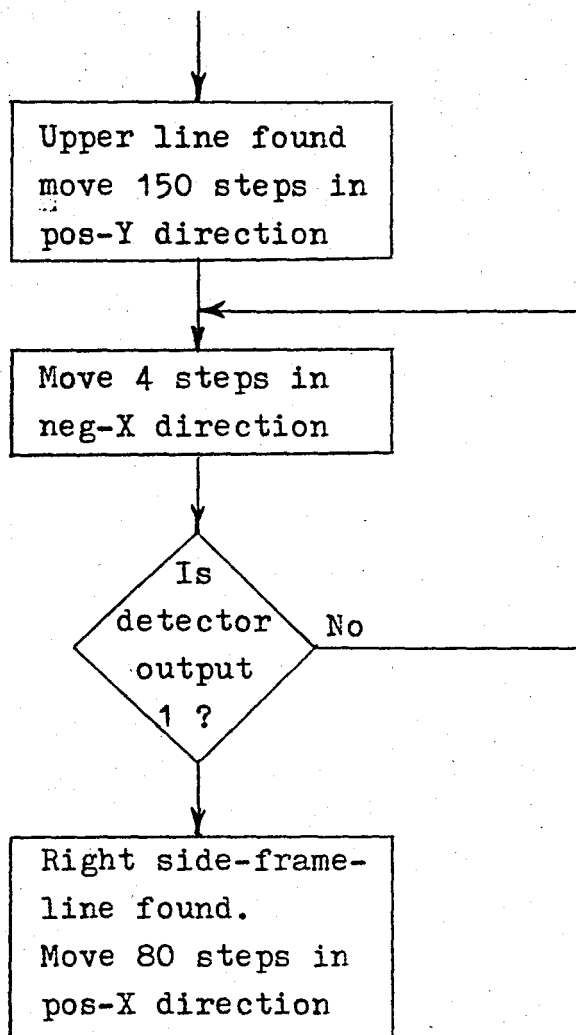 Upper line found
move 150 steps in
pos-Y direction
Move 4 steps in
neg-X direction
Is
detector
output
1 ?
No
Right side-frame-
line found.
Move 80 steps in
pos-X direction